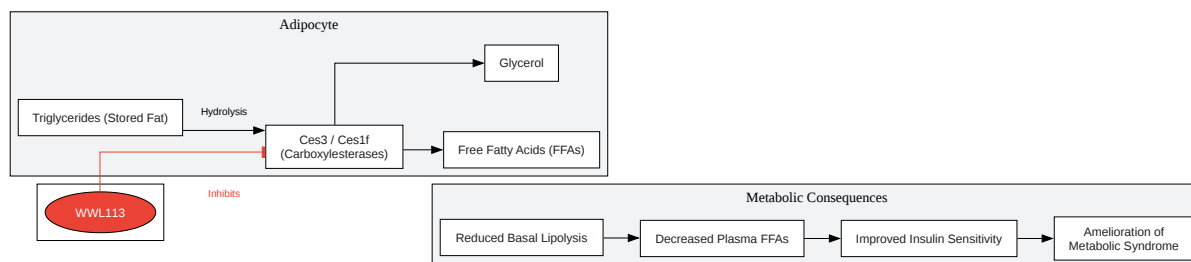 Adipocyte
Glycerol
Triglycerides (Stored Fat)
Hydrolysis
Ces3 / Ces1f
(Carboxylesterases)
Free Fatty Acids (FFAs)
Inhibits
WWL113
Metabolic Consequences
Reduced Basal Lipolysis
Decreased Plasma FFAs
Improved Insulin Sensitivity
Amelioration of
Metabolic Syndrome